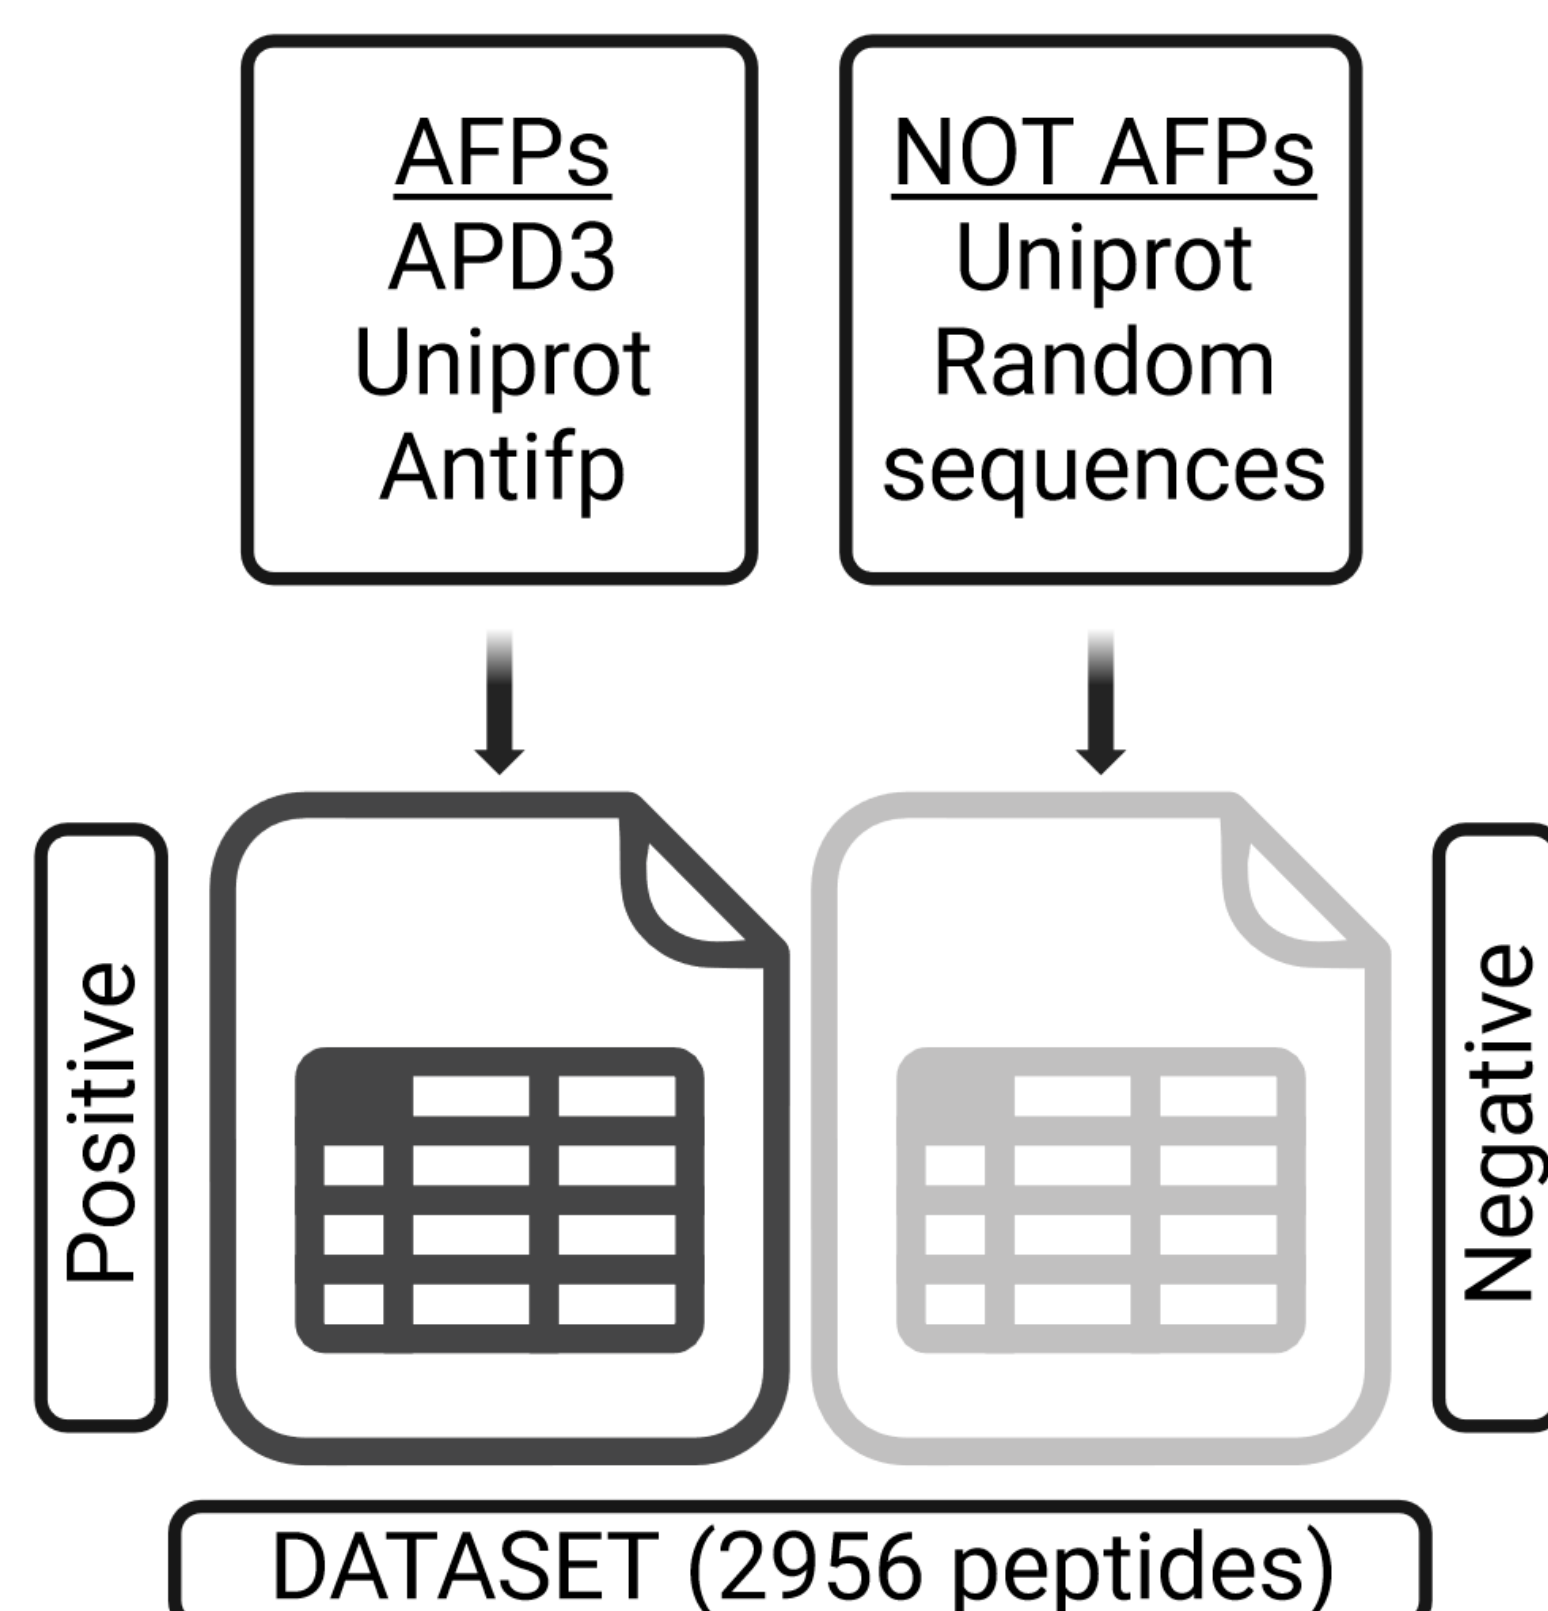 AFPs
APD3
Uniprot
Antifp
NOT AFPs
Uniprot
Random
sequences
Positive
Negative
DATASET (2956 peptides)